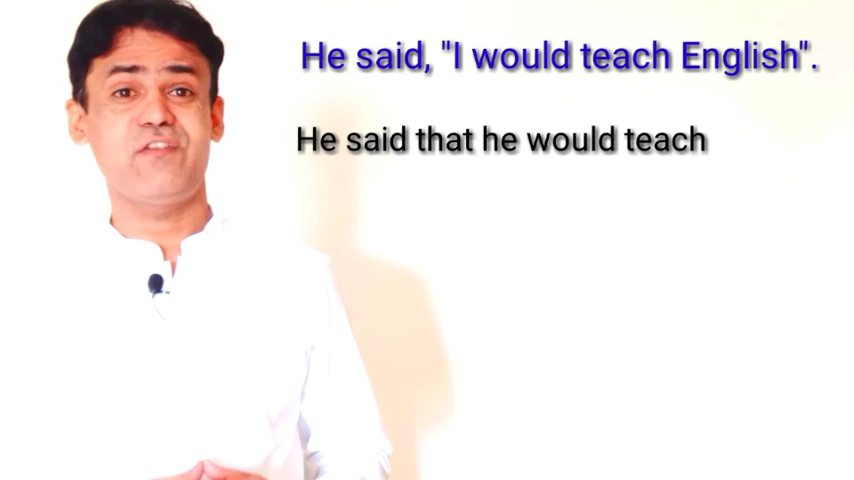 He said, "I would teach English".
He said that he would teach